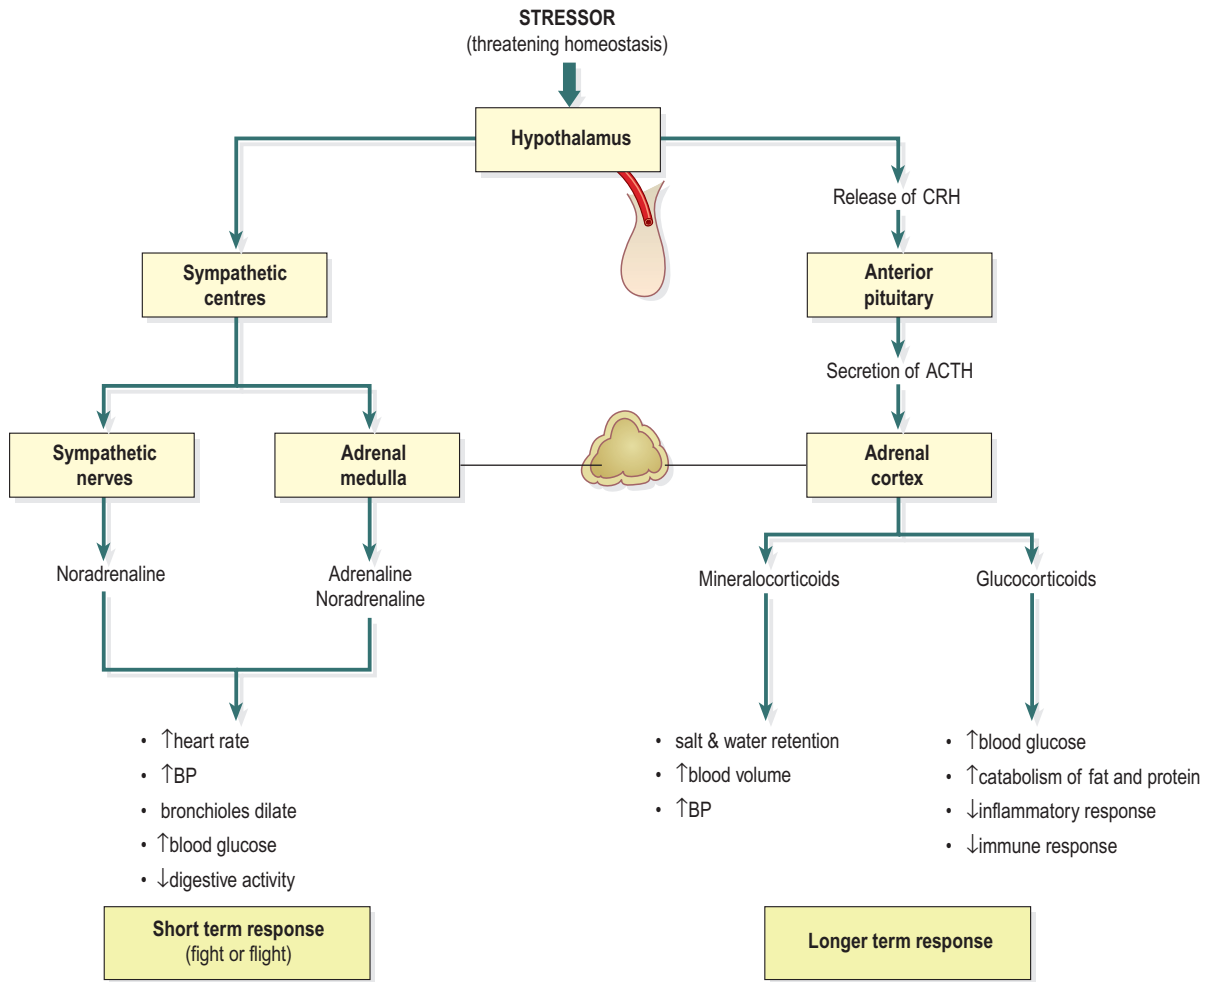 STRESSOR
(threatening homeostasis)
Hypothalamus
Release of CRH
Sympathetic
centres
Anterior
pituitary
Secretion of ACTH
Sympathetic
nerves
Adrenal
medulla
Adrenal
cortex
Noradrenaline
Adrenaline
Noradrenaline
Mineralocorticoids
Glucocorticoids
• ↑heart rate
• ↑BP
• bronchioles dilate
• ↑blood glucose
• ↓digestive activity
• salt & water retention
• ↑blood volume
• ↑BP
• ↑blood glucose
• ↑catabolism of fat and protein
• ↓inflammatory response
• ↓immune response
Short term response
(fight or flight)
Longer term response